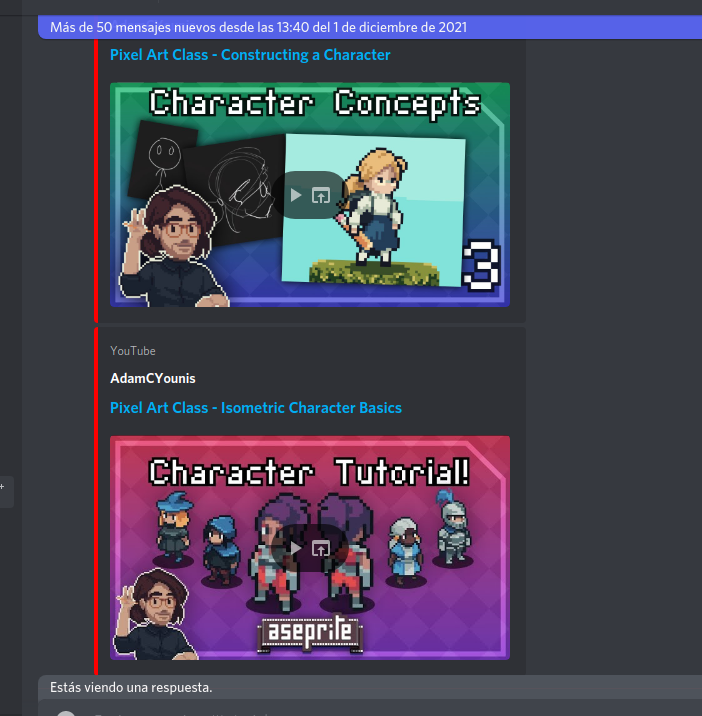 Más de 50 mensajes nuevos desde las 13:40 del 1 de diciembre de 2021
Pixel Art Class - Constructing a Character
Character Concepts
3
YouTube
AdamCYounis
Pixel Art Class - Isometric Character Basics
Character Tutorial!
aseprite
Estás viendo una respuesta.